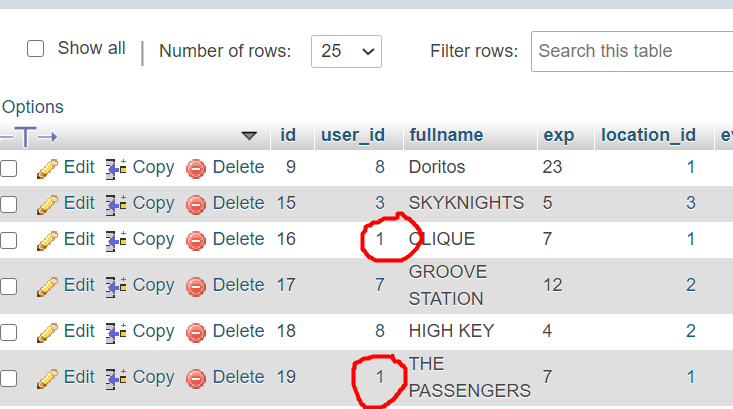 Show all | Number of rows: 25 Filter rows: Search this table
Options
id user_id fullname exp location_id
Edit Copy Delete 9 8 Doritos 23 1
Edit Copy Delete 15 3 SKYKNIGHTS 5 3
Edit Copy Delete 16 1 CLIQUE 7 1
Edit Copy Delete 17 7 GROOVE STATION 12 2
Edit Copy Delete 18 8 HIGH KEY 4 2
Edit Copy Delete 19 1 THE PASSENGERS 7 1